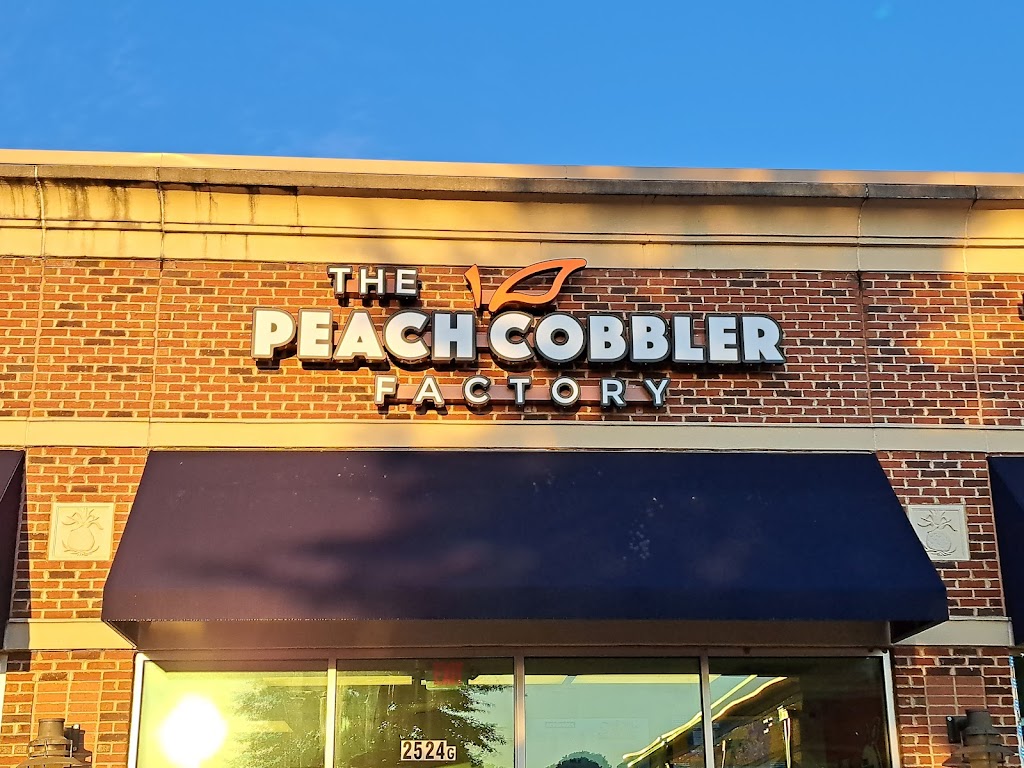 THE
PEACH COBBLER
FACTORY
2524G